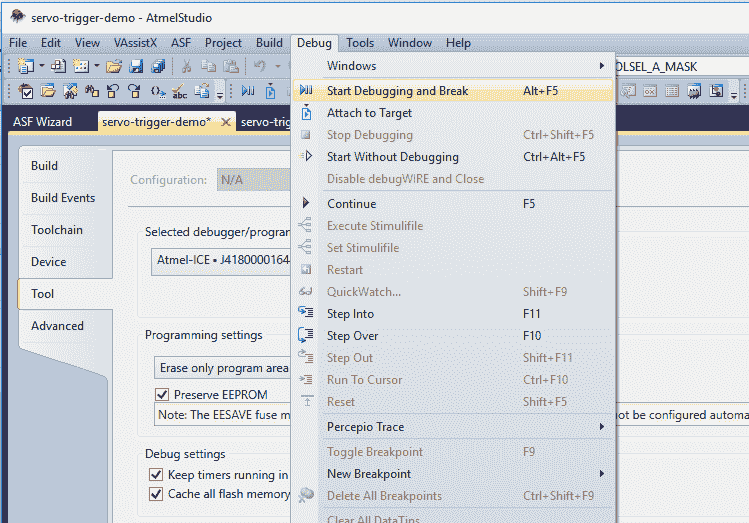 servo-trigger-demo - AtmelStudio
File Edit View VAssistX ASF Project Build Debug Tools Window Help
Windows
OLSEL_A_MASK
Start Debugging and Break Alt+F5
Attach to Target
ASF Wizard servo-trigger-demo* servo-trig
Stop Debugging Ctrl+Shift+F5
Start Without Debugging Ctrl+Alt+F5
Build
Configuration: N/A
Disable debugWIRE and Close
Build Events
Continue F5
Toolchain
Selected debugger/program
Execute Stimulifile
Set Stimulifile
Device
Atmel-ICE • J4180000164
Restart
Tool
QuickWatch... Shift+F9
Step Into F11
Advanced
Programming settings
Step Over F10
Step Out Shift+F11
Erase only program area
Run To Cursor Ctrl+F10
Preserve EEPROM
Reset Shift+F5
Note: The EESAVE fuse m
ot be configured automa
Percepio Trace
Debug settings
Toggle Breakpoint F9
Keep timers running in
New Breakpoint
Cache all flash memory
Delete All Breakpoints Ctrl+Shift+F9
Clear All DataTips